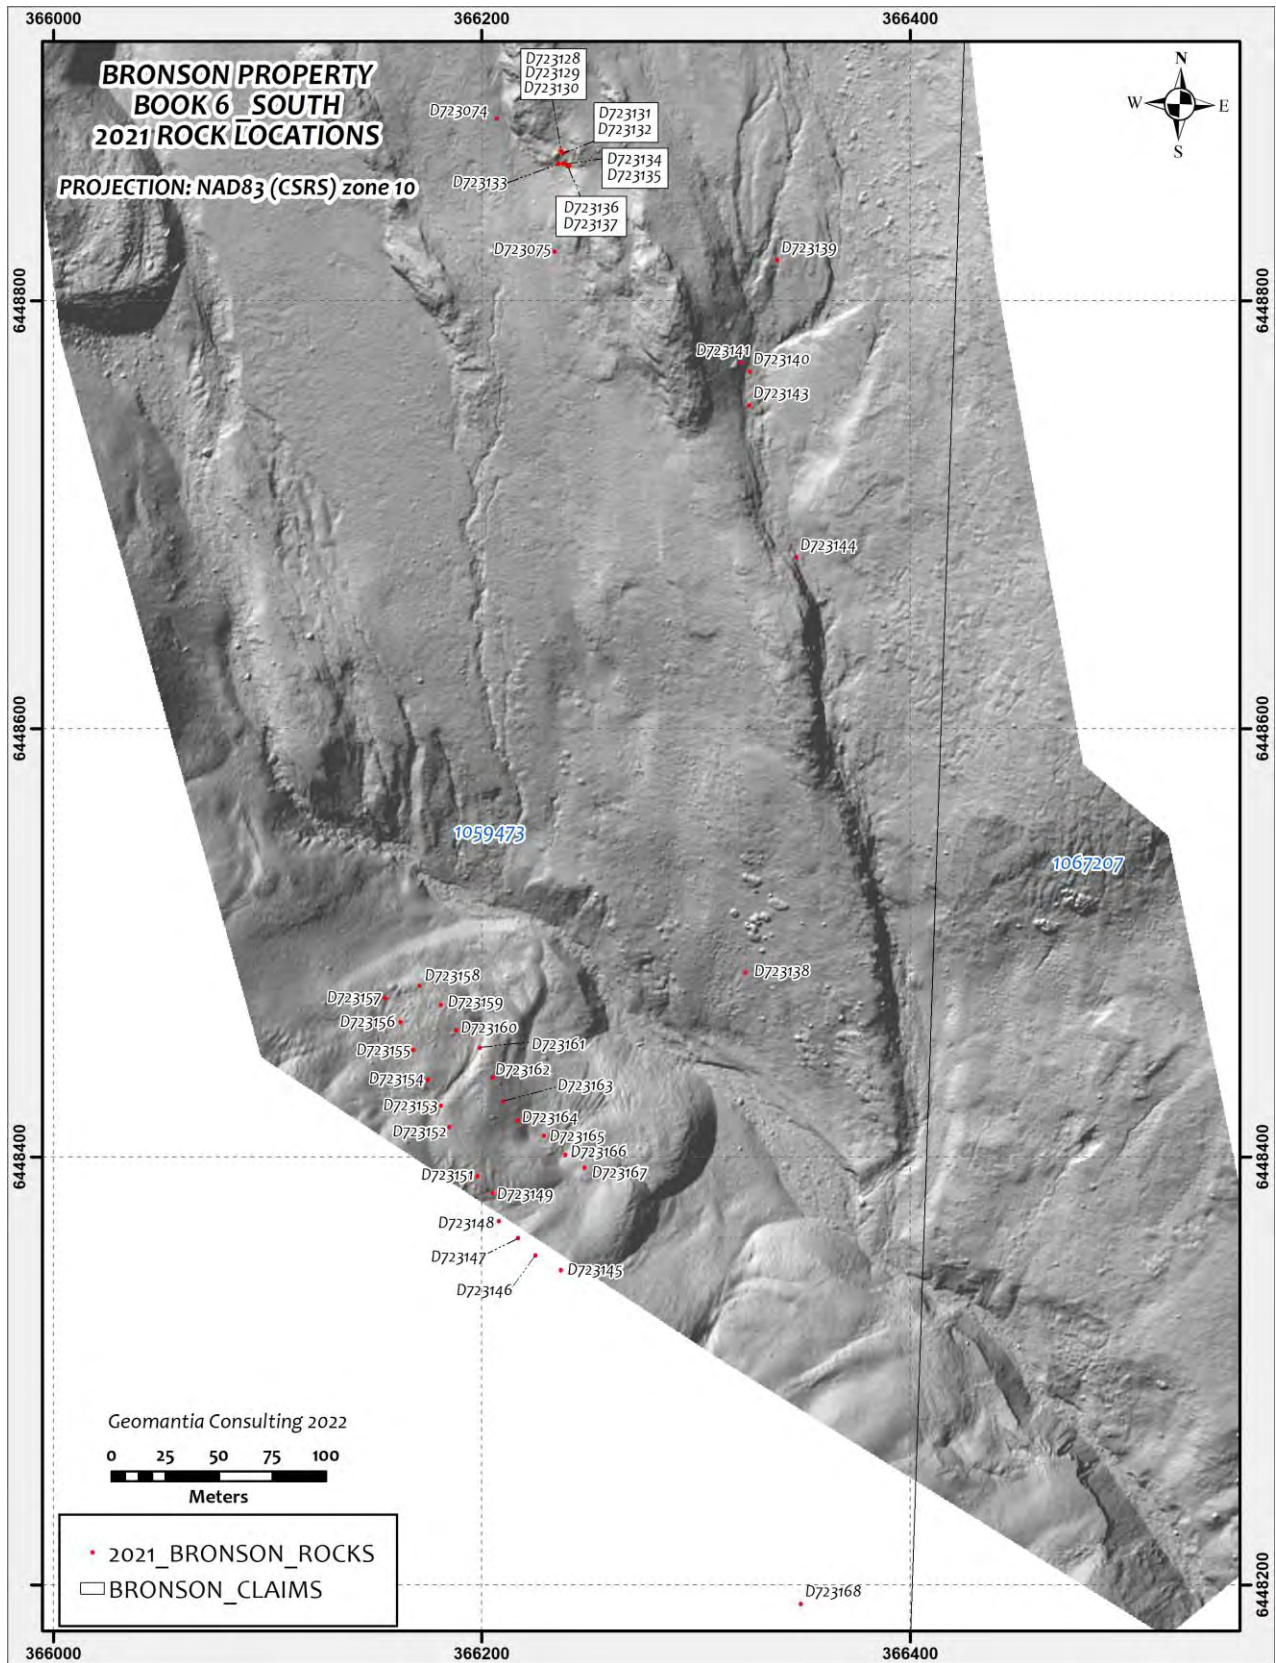 366000
366200
366400
BRONSON PROPERTY
BOOK 6_SOUTH
2021 ROCK LOCATIONS
PROJECTION: NAD83 (CSRS) zone 10
N
W
E
S
D723128
D723129
D723130
D723074
D723131
D723132
D723134
D723135
D723133
D723136
D723137
D723075
D723139
6448800
6448800
D723141
D723140
D723143
D723144
6448600
6448600
1059473
1067207
D723138
D723158
D723157
D723159
D723156
D723160
D723161
D723155
D723162
D723154
D723163
D723153
D723164
D723152
D723165
D723166
6448400
6448400
D723167
D723151
D723149
D723148
D723147
D723145
D723146
Geomantia Consulting 2022
0 25 50 75 100
Meters
2021_BRONSON_ROCKS
BRONSON_CLAIMS
D723168
6448200
6448200
366000
366200
366400